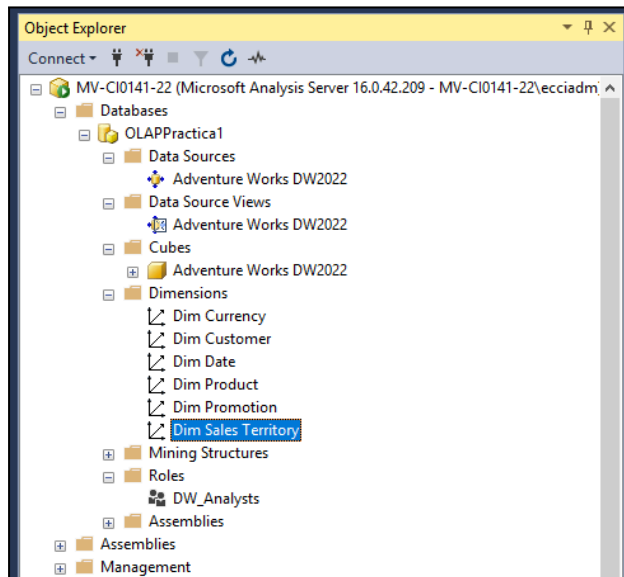 Object Explorer
Connect
MV-CI0141-22 (Microsoft Analysis Server 16.0.42.209 - MV-CI0141-22\ecciadm)
Databases
OLAPPractica1
Data Sources
Adventure Works DW2022
Data Source Views
Adventure Works DW2022
Cubes
Adventure Works DW2022
Dimensions
Dim Currency
Dim Customer
Dim Date
Dim Product
Dim Promotion
Dim Sales Territory
Mining Structures
Roles
DW_Analysts
Assemblies
Assemblies
Management